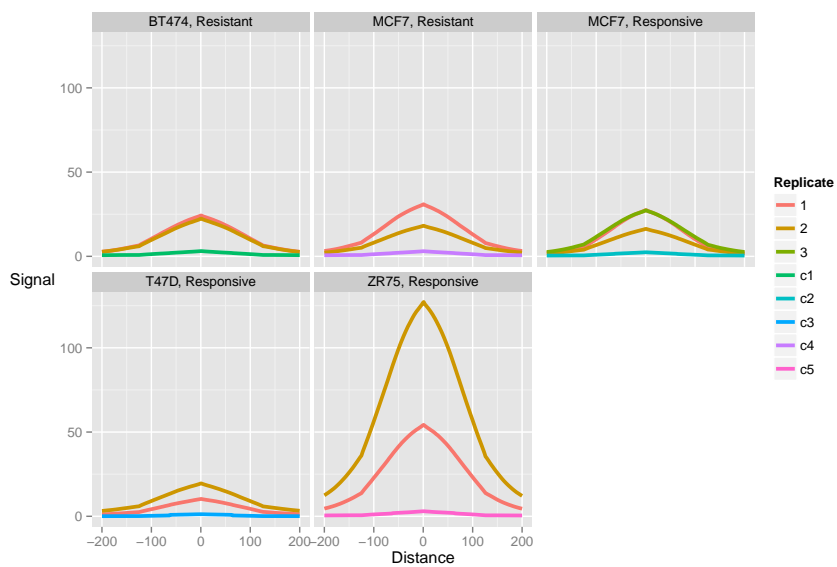 BT474, Resistant
MCF7, Resistant
MCF7, Responsive
100
50
0
T47D, Responsive
ZR75, Responsive
100
50
0
−200 −100 0 100 200
−200 −100 0 100 200
Signal
Distance
Replicate
1
2
3
c1
c2
c3
c4
c5